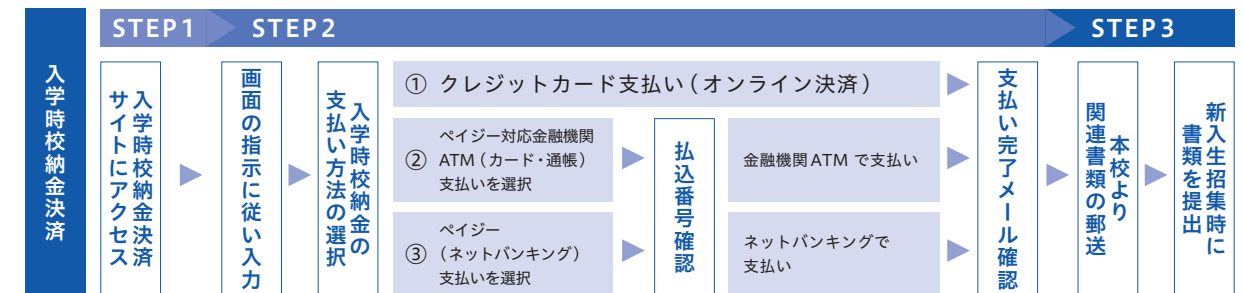 入学時校納金決済
STEP1
STEP2
STEP3
入学時校納金決済
サイトにアクセス
画面の指示に従い入力
入学時校納金の
支払い方法の選択
① クレジットカード支払い(オンライン決済)
② ペイジー対応金融機関
ATM(カード・通帳)
支払いを選択
③ ペイジー
(ネットバンキング)
支払いを選択
払込番号確認
金融機関ATM で支払い
ネットバンキングで
支払い
支払い完了メール確認
本校より
関連書類の郵送
新入生招集時に
書類を提出